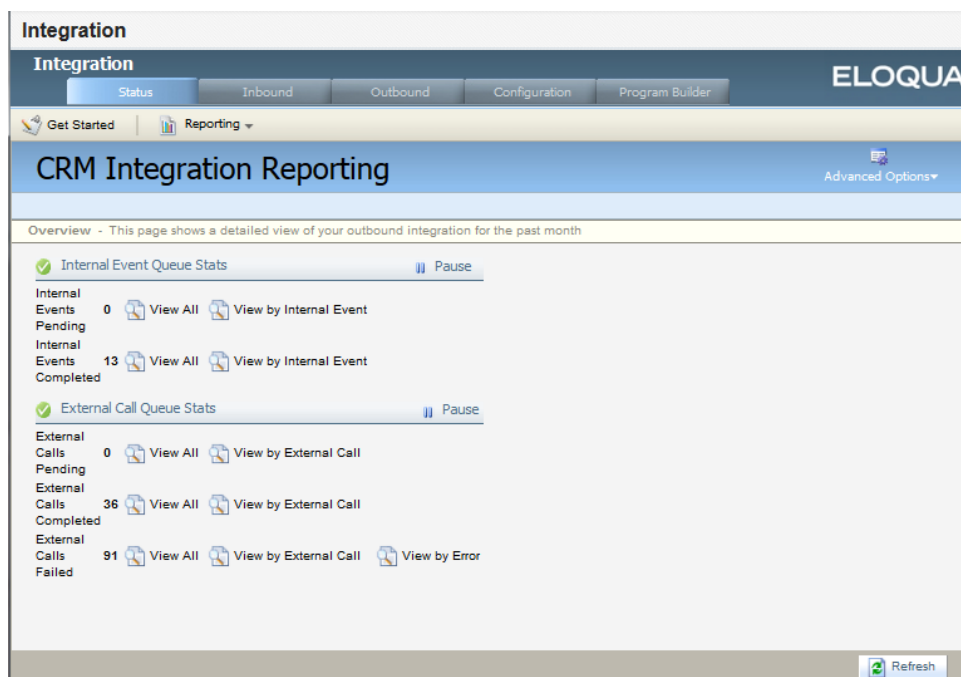 Integration
Integration
Status Inbound Outbound Configuration Program Builder
ELOQUA
Get Started Reporting
CRM Integration Reporting
Advanced Options
Overview - This page shows a detailed view of your outbound integration for the past month
Internal Event Queue Stats Pause
Internal
Events 0 View All View by Internal Event
Pending
Internal
Events 13 View All View by Internal Event
Completed
External Call Queue Stats Pause
External
Calls 0 View All View by External Call
Pending
External
Calls 36 View All View by External Call
Completed
External
Calls 91 View All View by External Call View by Error
Failed
Refresh